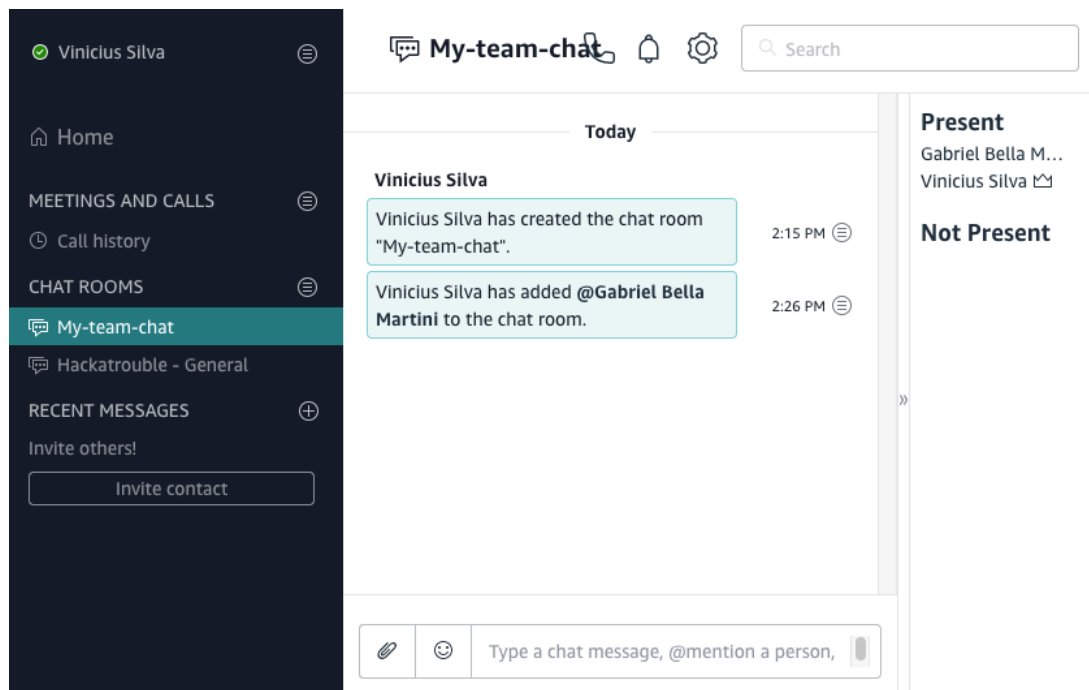 Vinicius Silva
Home
MEETINGS AND CALLS
Call history
CHAT ROOMS
My-team-chat
Hackatrouble - General
RECENT MESSAGES
Invite others!
Invite contact
My-team-chat
Search
Today
Vinicius Silva
Vinicius Silva has created the chat room
"My-team-chat".
2:15 PM
Vinicius Silva has added @Gabriel Bella
Martini to the chat room.
2:26 PM
Type a chat message, @mention a person,
Present
Gabriel Bella M...
Vinicius Silva
Not Present